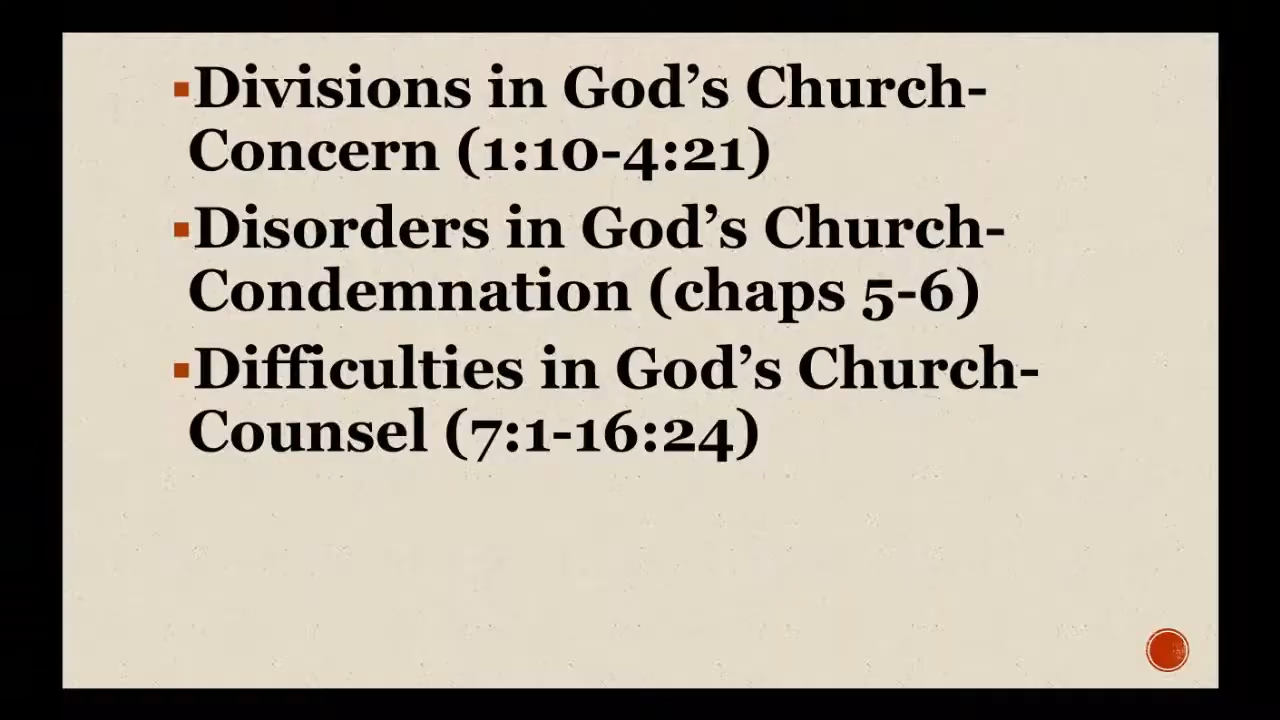 ▪Divisions in God’s Church-
Concern (1:10-4:21)
▪Disorders in God’s Church-
Condemnation (chaps 5-6)
▪Difficulties in God’s Church-
Counsel (7:1-16:24)